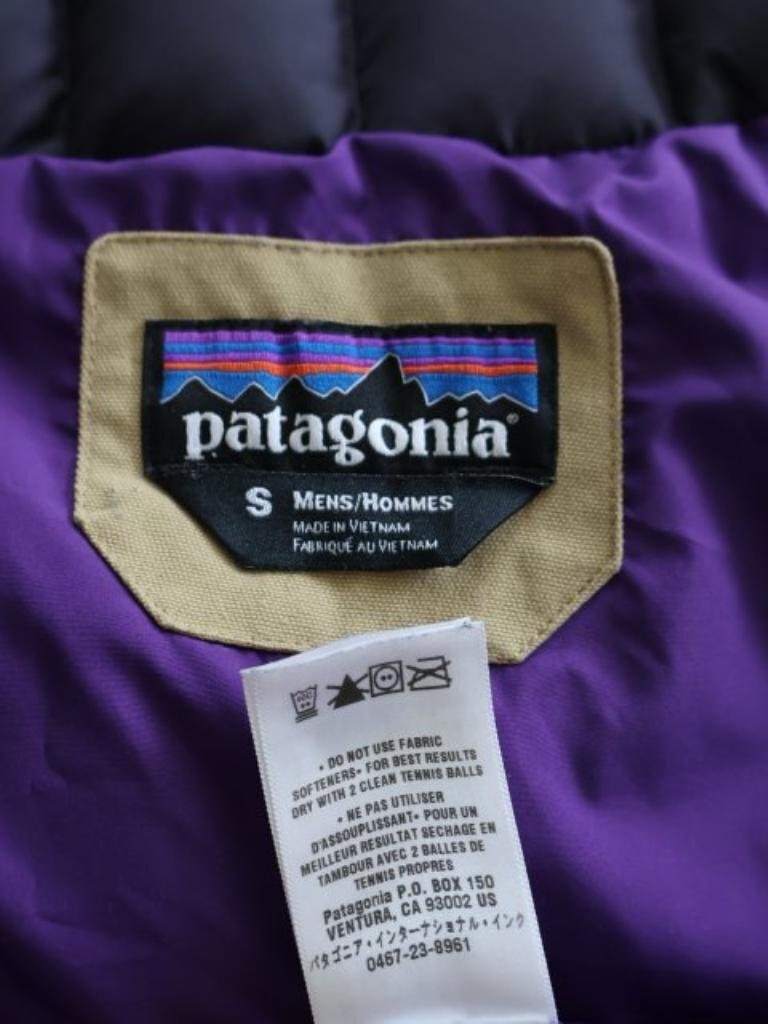 patagonia®
S MENS/HOMMES
MADE IN VIETNAM
FABRIQUÉ AU VIETNAM
• DO NOT USE FABRIC
SOFTENERS• FOR BEST RESULTS
DRY WITH 2 CLEAN TENNIS BALLS
• NE PAS UTILISER
D'ASSOUPLISSANT• POUR UN
MEILLEUR RESULTAT SECHAGE EN
TAMBOUR AVEC 2 BALLES DE
TENNIS PROPRES
Patagonia P.O. BOX 150
VENTURA, CA 93002 US
パタゴニア・インターナショナル・インク
0467-23-8961